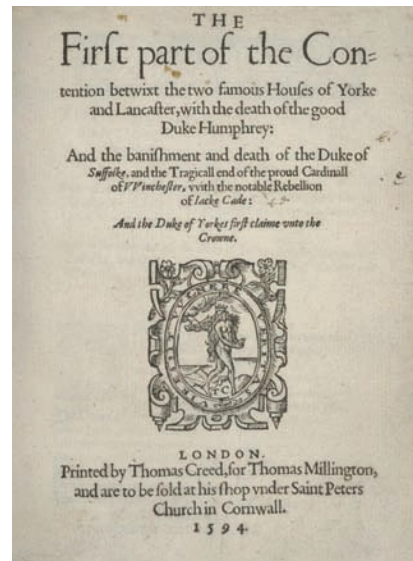 THE
Firſt part of the Con=
tention betwixt the two famous Houſes of Yorke
and Lancaſter, with the death of the good
Duke Humphrey:
And the baniſhment and death of the Duke of
Suffolke, and the Tragicall end of the proud Cardinall
of VVincheſter, vvith the notable Rebellion
of Iacke Cade:
And the Duke of Yorkes firſt claime vnto the
Crowne.
TC
LONDON.
Printed by Thomas Creed, for Thomas Millington,
and are to be ſold at his ſhop vnder Saint Peters
Church in Cornwall.
1594.